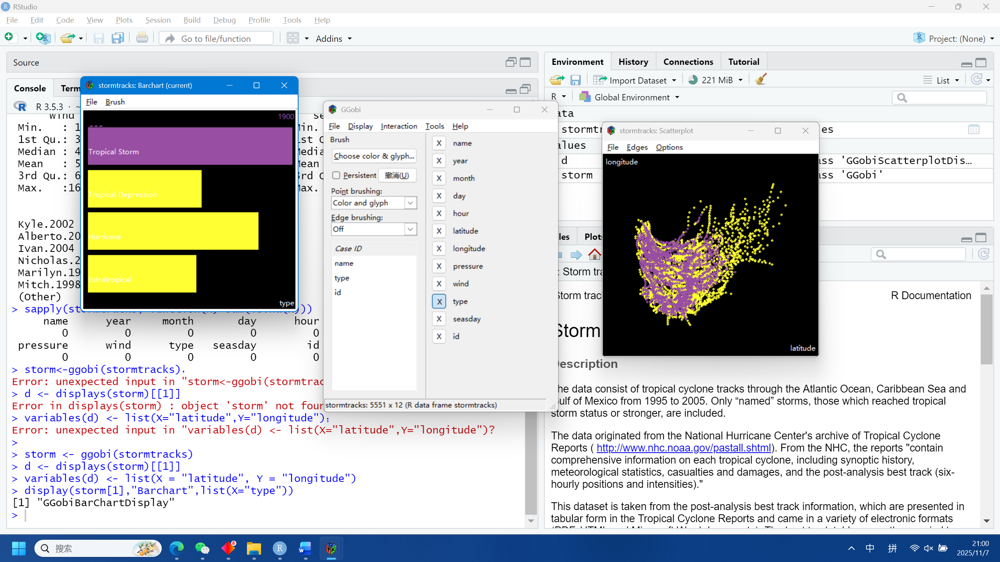 RStudio
File Edit Code View Plots Session Build Debug Profile Tools Help
Go to file/function
Addins
Project: (None)
Source
Console
Term
R 3.5.3 · ~
wind
se
Min. : 1
1st Qu.: 3
Median : 4
Mean : 5
3rd Qu.: 6
Max. :16
Kyle.2002
Alberto.20
Ivan.2004
Nicholas.2
Marilyn.19
Mitch.1998
(Other)
> sapply(st
)))
name year month day hour
0 0 0 0 0
pressure wind type seasday id
0 0 0 0 0
> storm<-ggobi(stormtracks),
Error: unexpected input in "storm<-ggobi(stormtrac
> d <- displays(storm)[[1]]
Error in displays(storm) : object 'storm' not four
> variables(d) <- list(X="latitude",Y="longitude");
Error: unexpected input in "variables(d) <- list(X="latitude",Y="longitude")?
>
> storm <- ggobi(stormtracks)
> d <- displays(storm)[[1]]
> variables(d) <- list(X = "latitude", Y = "longitude")
> display(storm[1],"Barchart",list(X="type"))
[1] "GGobiBarChartDisplay"
>
stormtracks: Barchart (current)
File Brush
1900
Tropical Storm
Tropical Depression
Hurricane
Extratropical
type
GGobi
File Display Interaction Tools Help
Brush
Choose color & glyph...
Persistent 撤消(U)
Point brushing:
Color and glyph
Edge brushing:
Off
Case ID
name
type
id
X name
X year
X month
X day
X hour
X latitude
X longitude
X pressure
X wind
X type
X seasday
X id
stormtracks: 5551 x 12 (R data frame stormtracks)
Environment History Connections Tutorial
Import Dataset 221 MiB List
R Global Environment
ata
stormtr
es
alues
d ass 'GGobiScatterplotDis…
storm ass 'GGobi'
stormtracks: Scatterplot
File Edges Options
longitude
latitude
les Plots
: Storm tra
Storm trac
R Documentation
Storm
Description
The data consist of tropical cyclone tracks through the Atlantic Ocean, Caribbean Sea and
Gulf of Mexico from 1995 to 2005. Only “named” storms, those which reached tropical
storm status or stronger, are included.
The data originated from the National Hurricane Center's archive of Tropical Cyclone
Reports ( http://www.nhc.noaa.gov/pastall.shtml). From the NHC, the reports "contain
comprehensive information on each tropical cyclone, including synoptic history,
meteorological statistics, casualties and damages, and the post-analysis best track (six-
hourly positions and intensities)."
This dataset is taken from the post-analysis best track information, which are presented in
tabular form in the Tropical Cyclone Reports and came in a variety of electronic formats
搜索
8
中 拼
21:00
2025/11/7